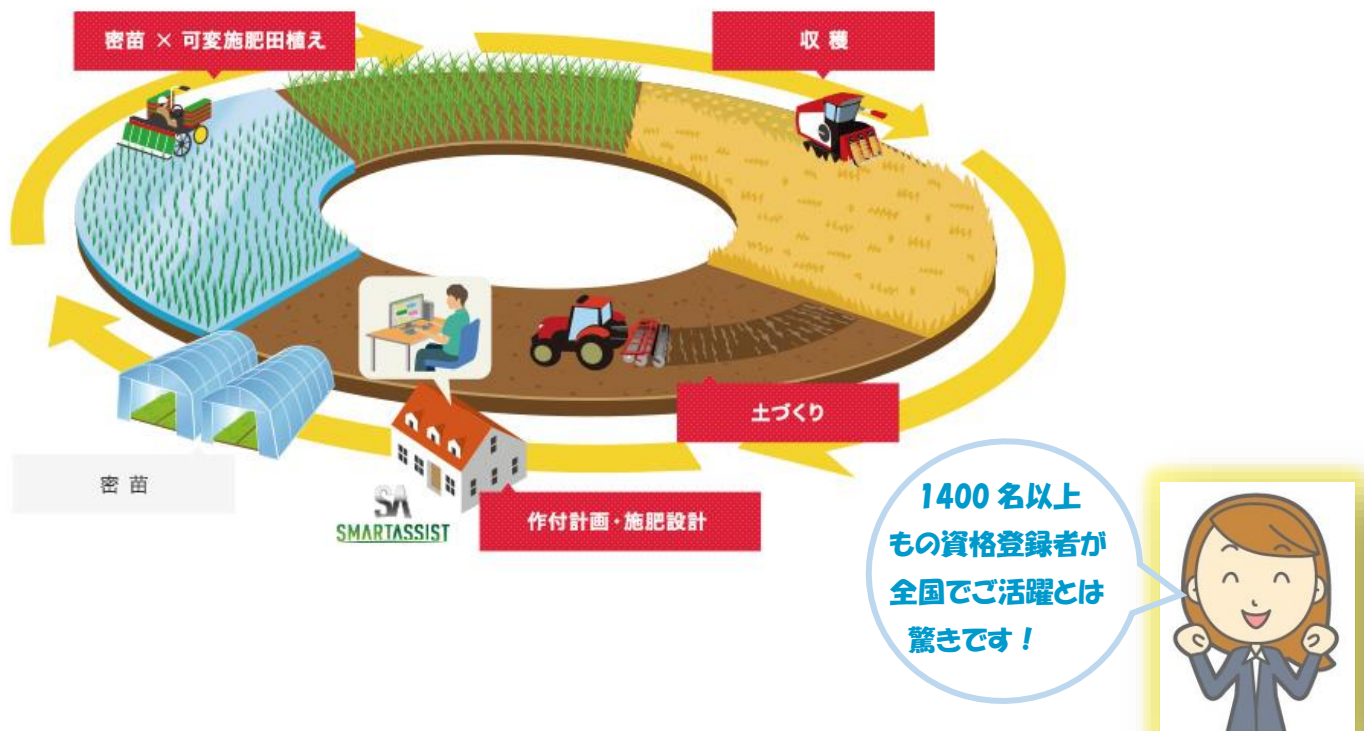 密苗 × 可変施肥田植え
収 穫
土づくり
密 苗
SA
SMARTASSIST
作付計画・施肥設計
1400 名以上
もの資格登録者が
全国でご活躍とは
驚きです！